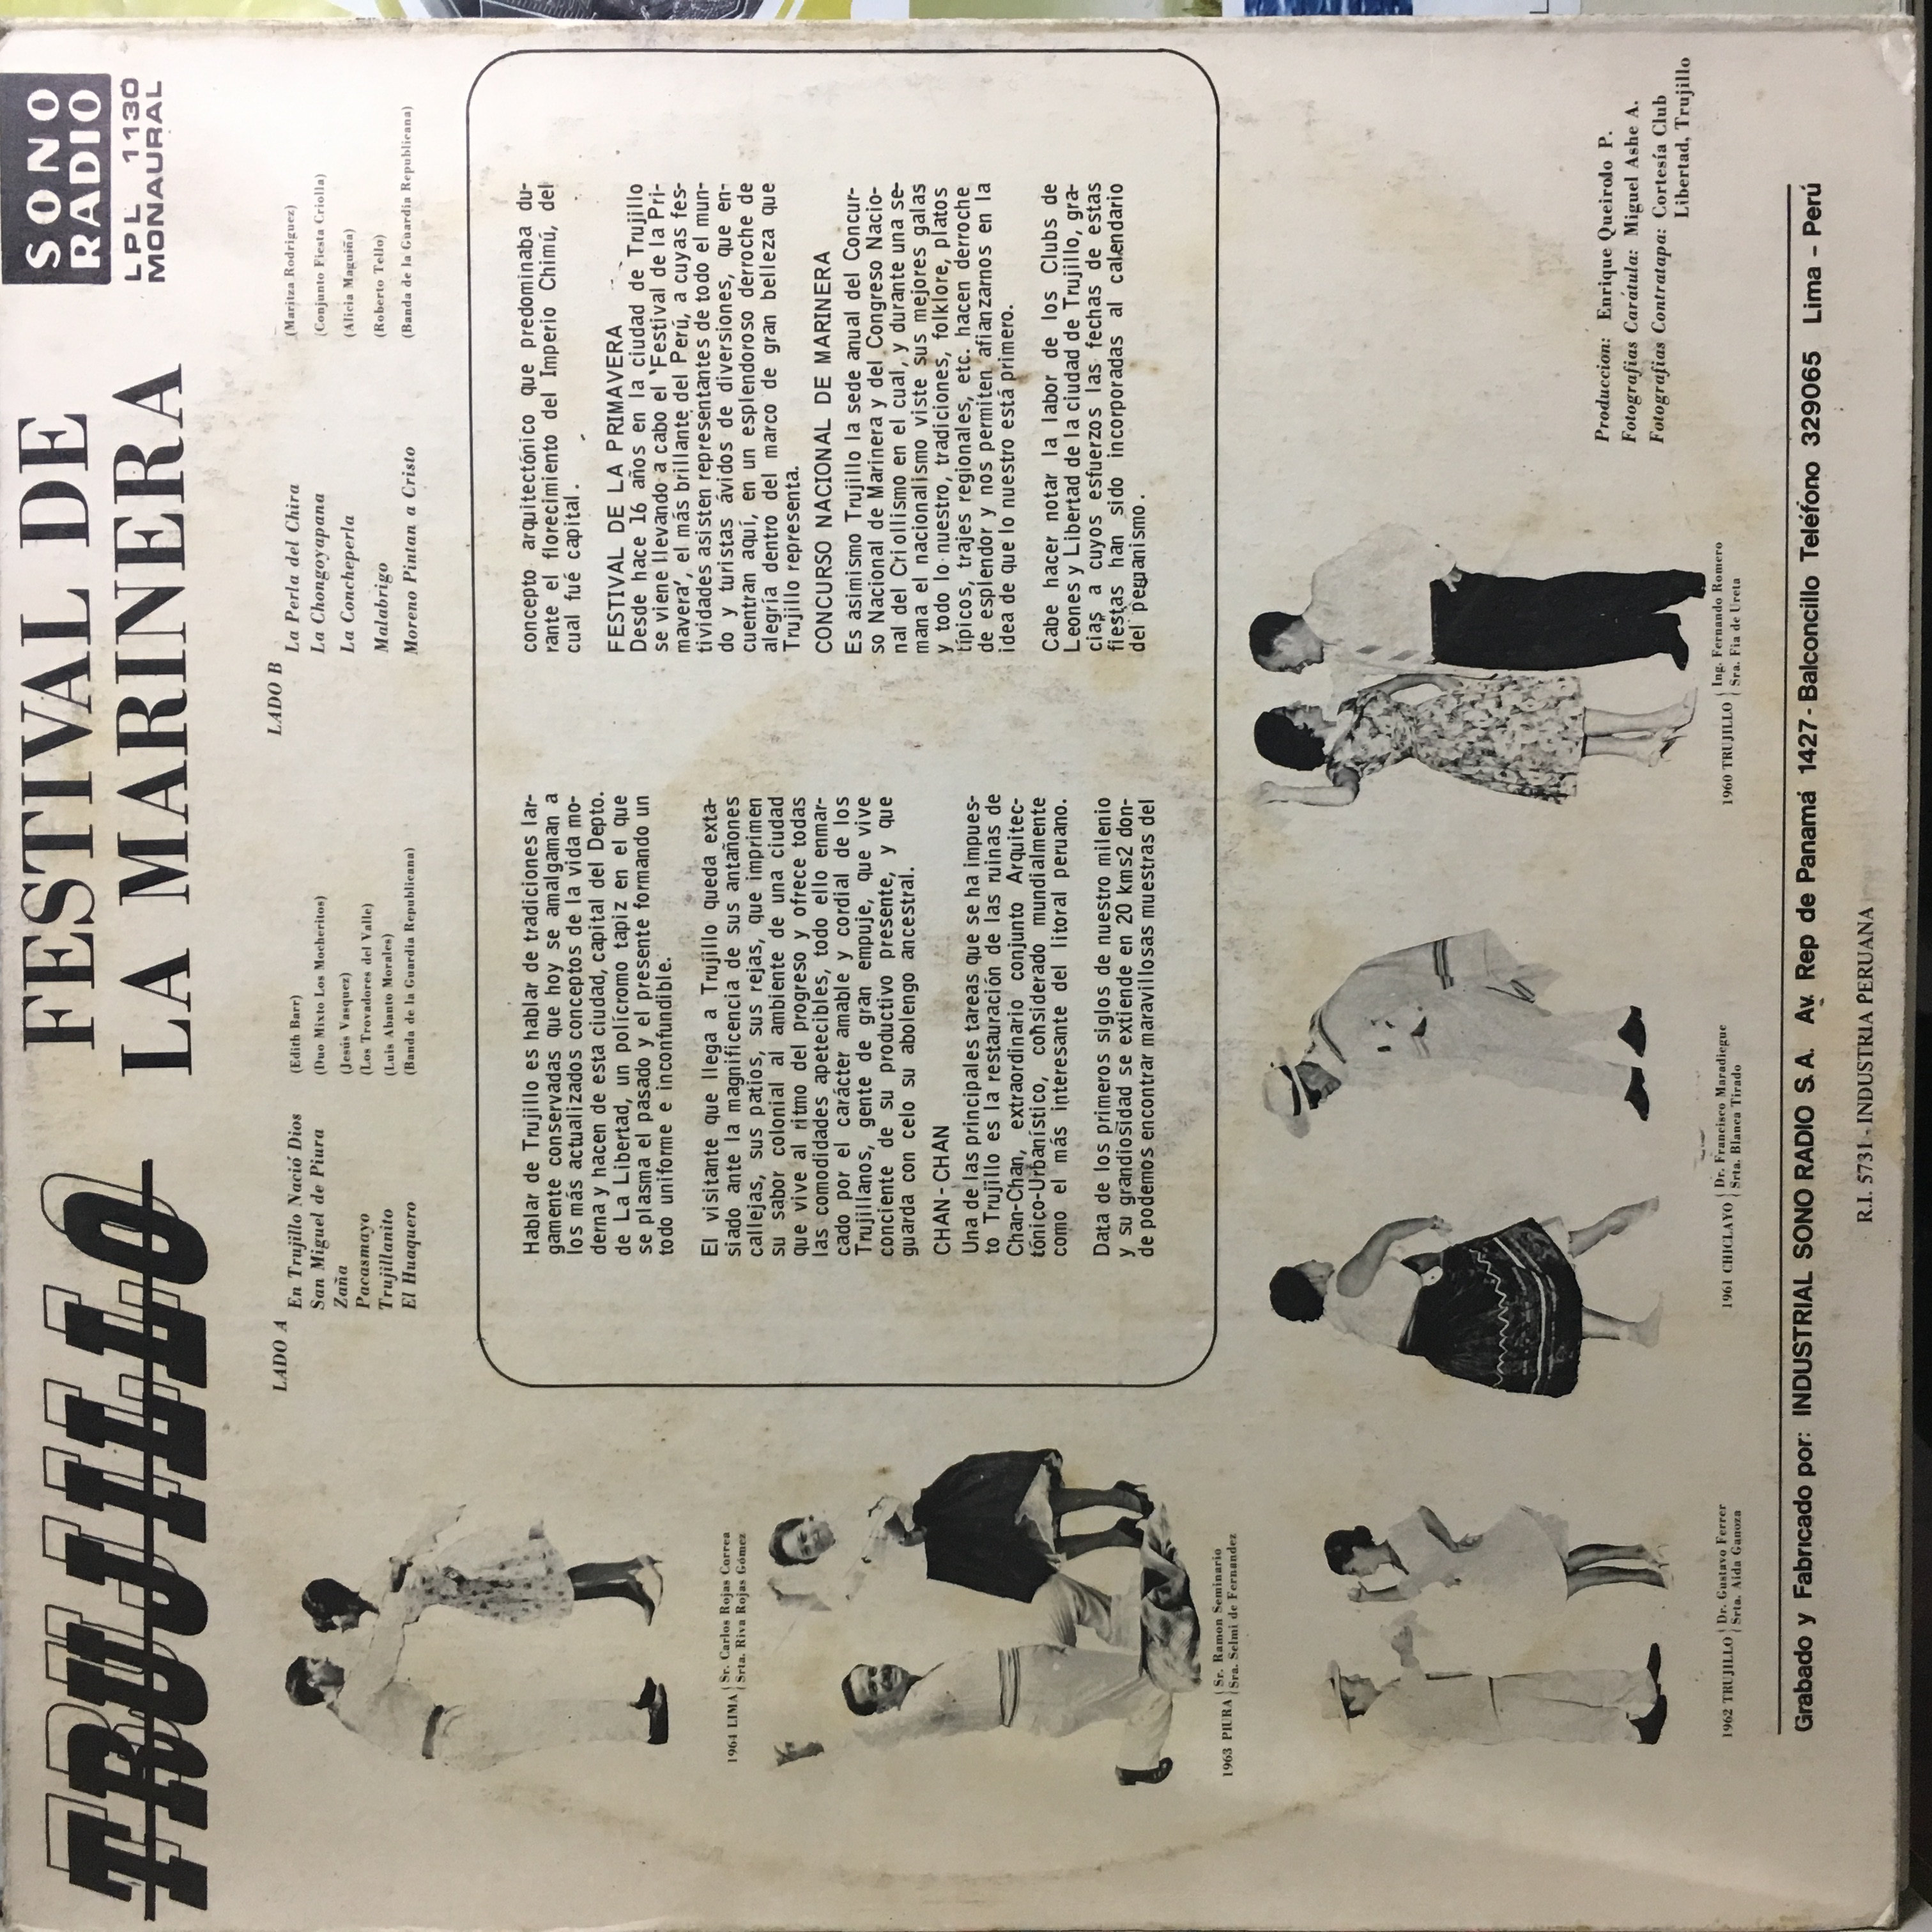 TRUJILLO
FESTIVAL DE
LA MARINERA
SONO
RADIO
LPL 1130
MONAURAL
LADO A
En Trujillo Nació Dios (Edith Barr)
San Miguel de Piura (Duo Mixto Los Mocheritos)
Zaña (Jesús Vasquez)
Pacasmayo (Los Trovadores del Valle)
Trujillanito (Luis Abanto Morales)
El Huaquero (Banda de la Guardia Republicana)
LADO B
La Perla del Chira (Maritza Rodriguez)
La Chongoyapana (Conjunto Fiesta Criolla)
La Concheperla (Alicia Maguiña)
Malabrigo (Roberto Tello)
Moreno Pintan a Cristo (Banda de la Guardia Republicana)
Hablar de Trujillo es hablar de tradiciones lar-
gamente conservadas que hoy se amalgaman a
los más actualizados conceptos de la vida mo-
derna y hacen de esta ciudad, capital del Depto.
de La Libertad, un polícromo tapiz en el que
se plasma el pasado y el presente formando un
todo uniforme e inconfundible.
El visitante que llega a Trujillo queda exta-
siado ante la magnificencia de sus antañones
callejas, sus patios, sus rejas, que imprimen
su sabor colonial al ambiente de una ciudad
que vive al ritmo del progreso y ofrece todas
las comodidades apetecibles, todo ello enmar-
cado por el carácter amable y cordial de los
Trujillanos, gente de gran empuje, que vive
conciente de su productivo presente, y que
guarda con celo su abolengo ancestral.
CHAN-CHAN
Una de las principales tareas que se ha impues-
to Trujillo es la restauración de las ruinas de
Chan-Chan, extraordinario conjunto Arquitec-
tónico-Urbanístico, considerado mundialmente
como el más interesante del litoral peruano.
Data de los primeros siglos de nuestro milenio
y su grandiosidad se extiende en 20 kms2 don-
de podemos encontrar maravillosas muestras del
concepto arquitectónico que predominaba du-
rante el florecimiento del Imperio Chimú, del
cual fué capital.
FESTIVAL DE LA PRIMAVERA
Desde hace 16 años en la ciudad de Trujillo
se viene llevando a cabo el 'Festival de la Pri-
mavera', el más brillante del Perú, a cuyas fes-
tividades asisten representantes de todo el mun-
do y turistas ávidos de diversiones, que en-
cuentran aquí, en un esplendoroso derroche de
alegría dentro del marco de gran belleza que
Trujillo representa.
CONCURSO NACIONAL DE MARINERA
Es asimismo Trujillo la sede anual del Concur-
so Nacional de Marinera y del Congreso Nacio-
nal del Criollismo en el cual, y durante una se-
mana el nacionalismo viste sus mejores galas
y todo lo nuestro, tradiciones, folklore, platos
típicos, trajes regionales, etc. hacen derroche
de esplendor y nos permiten afianzarnos en la
idea de que lo nuestro está primero.
Cabe hacer notar la labor de los Clubs de
Leones y Libertad de la ciudad de Trujillo, gra-
cias a cuyos esfuerzos las fechas de estas
fiestas han sido incorporadas al calendario
del peruanismo.
1964 LIMA { Sr. Carlos Rojas Correa
Srta. Riva Rojas Gómez
1963 PIURA { Sr. Ramon Seminario
Sra. Selmi de Fernandez
1962 TRUJILLO { Dr. Gustavo Ferrer
Srta. Aida Ganoza
1961 CHICLAYO { Dr. Francisco Maradiegue
Srta. Blanca Tirado
1960 TRUJILLO { Ing. Fernando Romero
Sra. Fia de Ureta
Produccion: Enrique Queirolo P.
Fotografias Carátula: Miguel Ashe A.
Fotografias Contratapa: Cortesía Club
Libertad, Trujillo
Grabado y Fabricado por: INDUSTRIAL SONO RADIO S.A. Av. Rep de Panamá 1427 - Balconcillo Teléfono 329065 Lima - Perú
R.I. 5731 - INDUSTRIA PERUANA